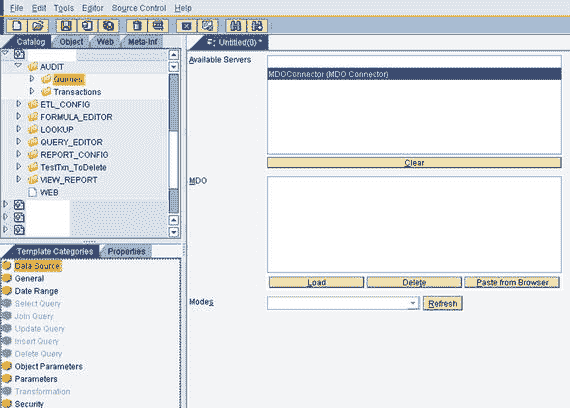 File Edit Tools Editor Source Control Help
Catalog Object Web Meta-Inf
AUDIT
Queries
Transactions
ETL_CONFIG
FORMULA_EDITOR
LOOKUP
QUERY_EDITOR
REPORT_CONFIG
TestTxn_ToDelete
VIEW_REPORT
WEB
Template Categories Properties
Data Source
General
Date Range
Select Query
Join Query
Update Query
Insert Query
Delete Query
Object Parameters
Parameters
Transformation
Security
Untitled(0) *
Available Servers
MDOConnector (MDO Connector)
Clear
MDO
Load Delete Paste from Browser
Modes Refresh